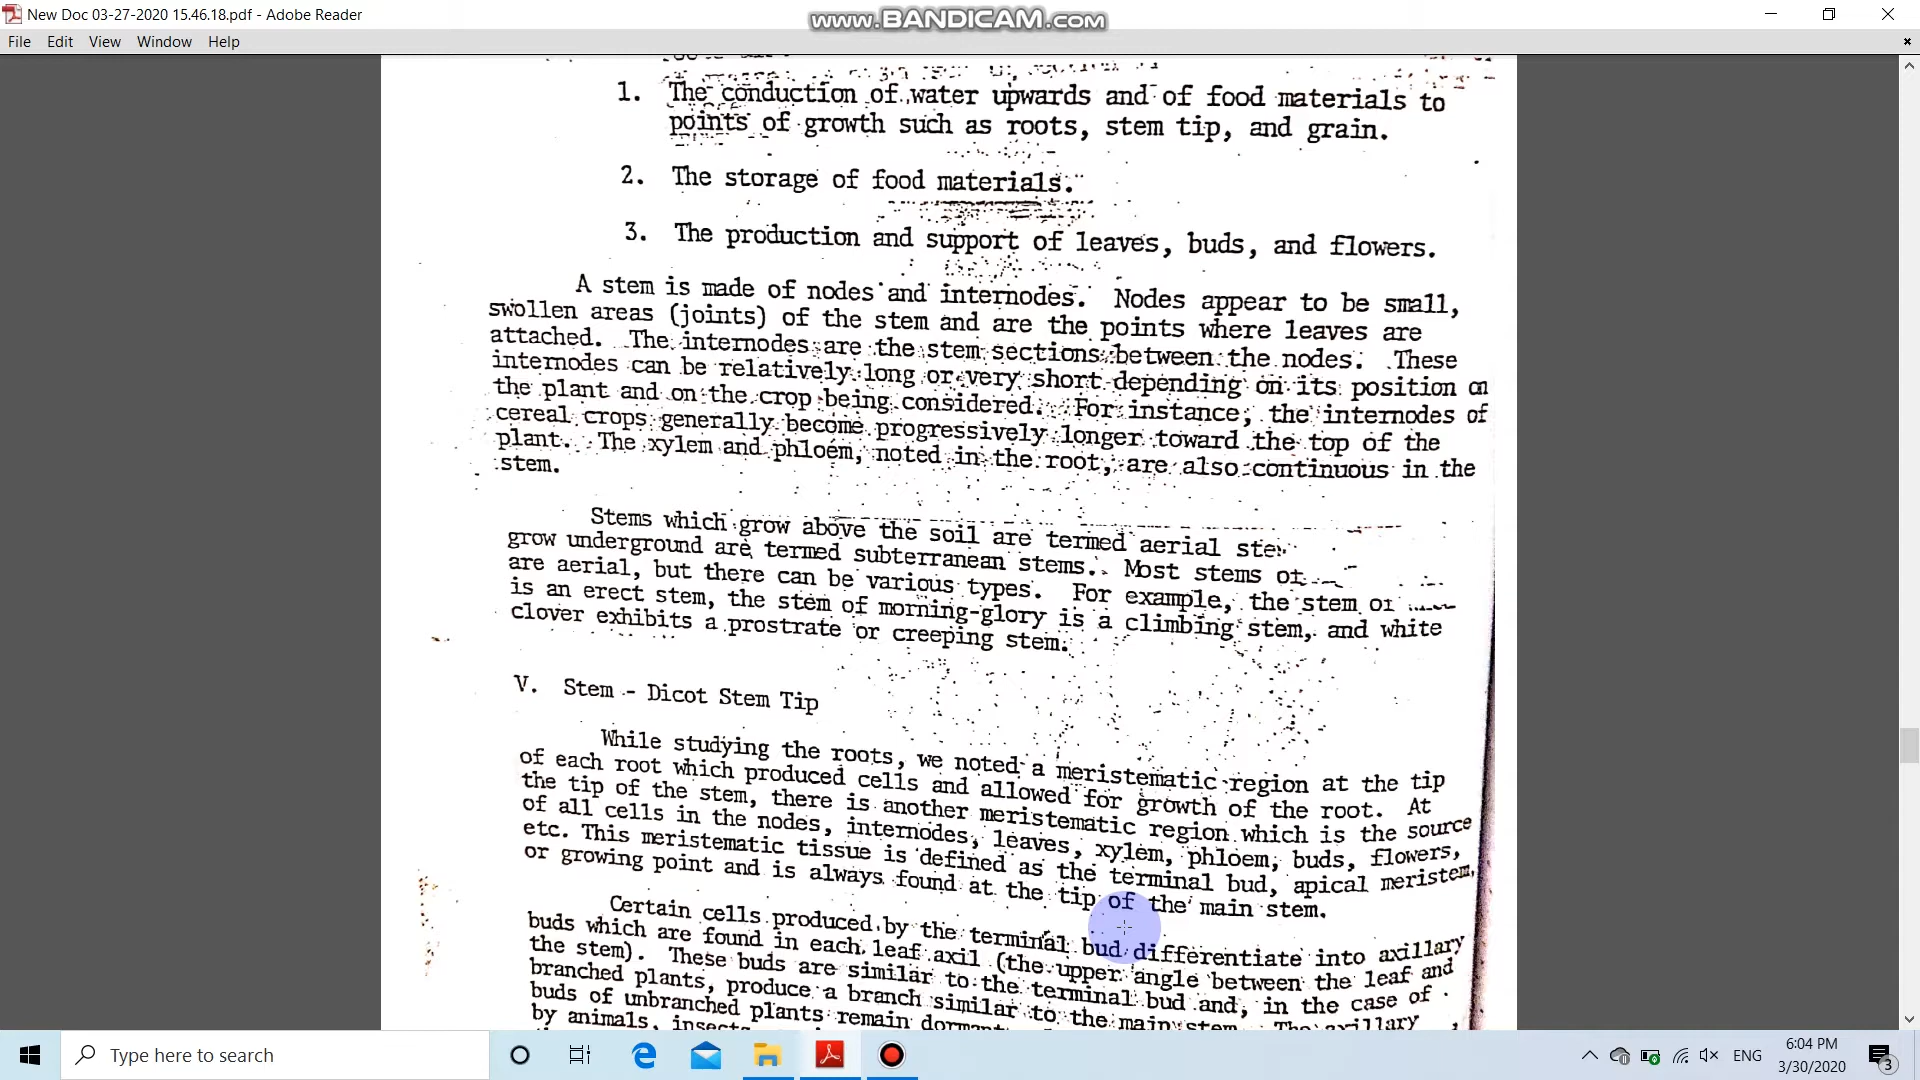 New Doc 03-27-2020 15.46.18.pdf - Adobe Reader
www.BANDICAM.com
File Edit View Window Help
1. The conduction of water upwards and of food materials to
points of growth such as roots, stem tip, and grain.
2. The storage of food materials.
3. The production and support of leaves, buds, and flowers.
A stem is made of nodes and internodes. Nodes appear to be small,
swollen areas (joints) of the stem and are the points where leaves are
attached. The internodes are the stem sections between the nodes. These
internodes can be relatively long or very short depending on its position on
the plant and on the crop being considered. For instance, the internodes of
cereal crops generally become progressively longer toward the top of the
plant. The xylem and phloem, noted in the root, are also continuous in the
stem.
Stems which grow above the soil are termed aerial
grow underground are termed subterranean stems. Most stems of
are aerial, but there can be various types. For example, the stem of
is an erect stem, the stem of morning-glory is a climbing stem, and white
clover exhibits a prostrate or creeping stem.
V. Stem - Dicot Stem Tip
While studying the roots, we noted a meristematic region at the tip
of each root which produced cells and allowed for growth of the root. At
the tip of the stem, there is another meristematic region which is the source
of all cells in the nodes, internodes, leaves, xylem, phloem, buds, flowers,
etc. This meristematic tissue is defined as the terminal bud, apical meristem,
or growing point and is always found at the tip of the main stem.
Certain cells produced by the terminal bud differentiate into axillary
buds which are found in each leaf axil (the upper angle between the leaf and
the stem). These buds are similar to the terminal bud and, in the case of
branched plants, produce a branch similar to the main stem. The axillary
buds of unbranched plants remain dormant
by animals, insects
Type here to search
ENG
6:04 PM
3/30/2020
3